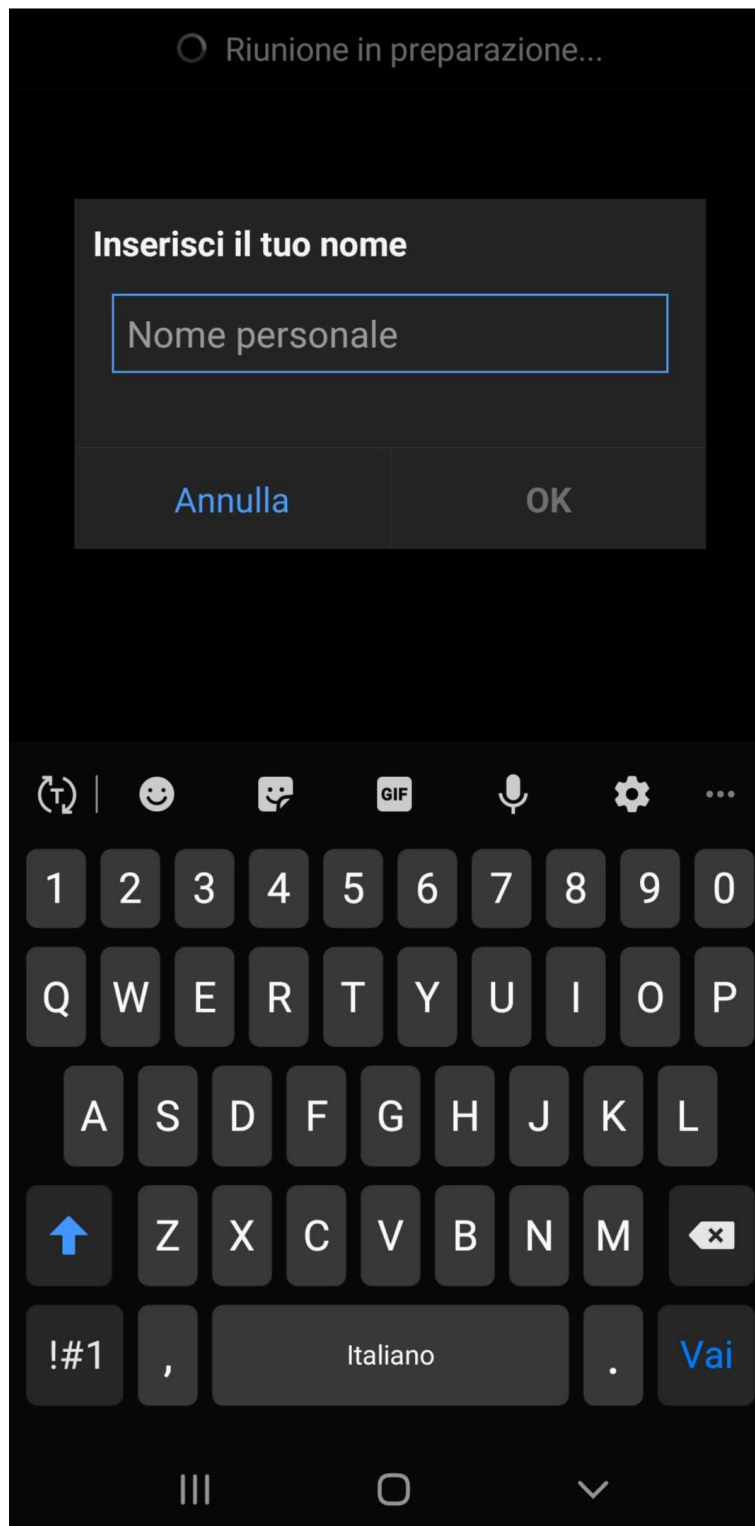 Riunione in preparazione...
Inserisci il tuo nome
Nome personale
Annulla OK
T GIF
1 2 3 4 5 6 7 8 9 0
Q W E R T Y U I O P
A S D F G H J K L
Z X C V B N M
!#1 , Italiano . Vai